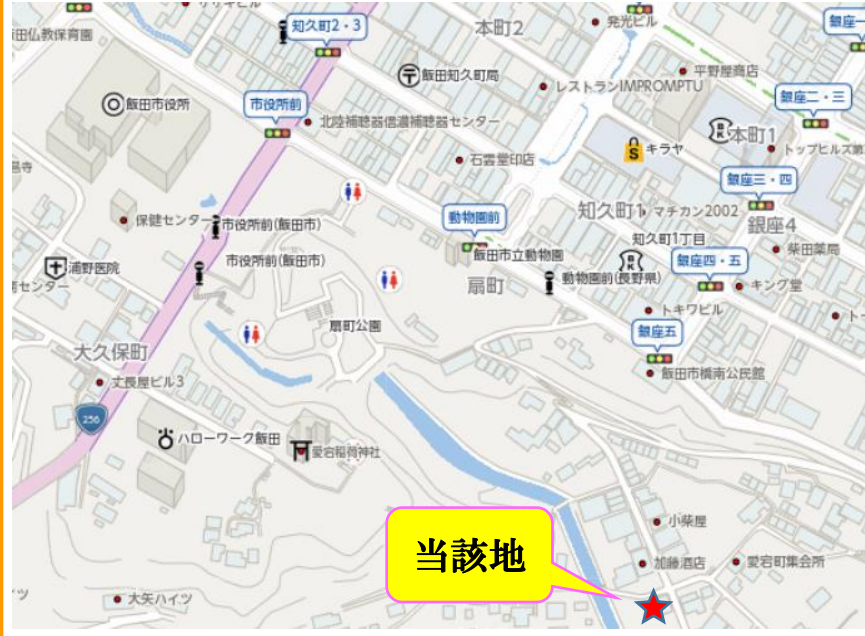 ササキビル
飯田仏教保育園
知久町2・3
本町2
発光ビル
銀座一
飯田知久町局
平野屋商店
レストランIMPROMPTU
飯田市役所
市役所前
北陸補聴器信濃補聴器センター
銀座二・三
キラヤ
本町1
トップヒルズ第
石雲堂印店
銀座三・四
保健センター
市役所前(飯田市)
動物園前
知久町1
マチカン2002
銀座4
知久町1丁目
柴田薬局
飯田市立動物園
浦野医院
市役所前(飯田市)
扇町
動物園前(長野県)
銀座四・五
キング堂
トキワビル
扇町公園
銀座五
大久保町
飯田市橋南公民館
丈長屋ビル3
256
ハローワーク飯田
愛宕稲荷神社
小柴屋
当該地
加藤酒店
愛宕町集会所
大矢ハイツ